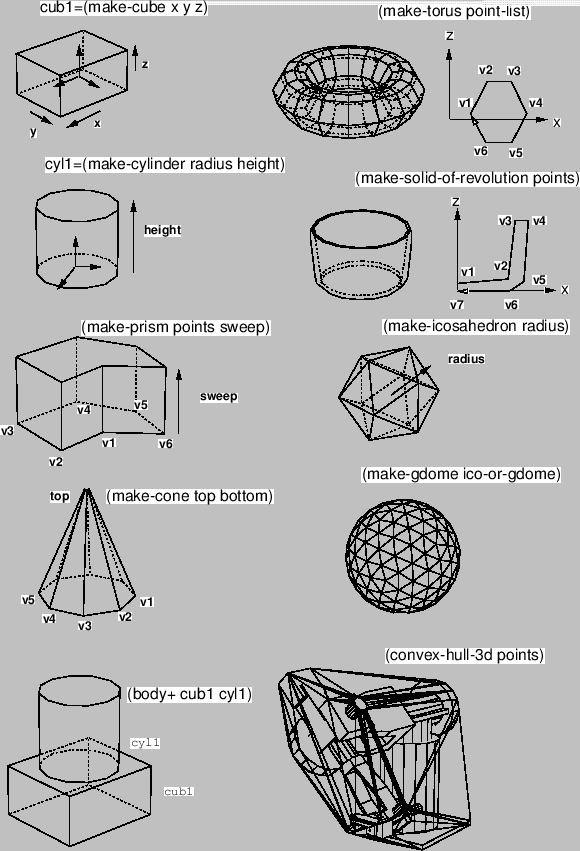 cub1=(make-cube x y z)
z
y
x
(make-torus point-list)
Z
v2 v3
v1 v4
X
v6 v5
cyl1=(make-cylinder radius height)
height
(make-solid-of-revolution points)
Z
v3 v4
v1 v2
v5
X
v7 v6
(make-prism points sweep)
sweep
v4 v5
v3
v1 v6
v2
(make-icosahedron radius)
radius
top (make-cone top bottom)
v5 v1
v4 v2
v3
(make-gdome ico-or-gdome)
(body+ cub1 cyl1)
cyl1
cub1
(convex-hull-3d points)